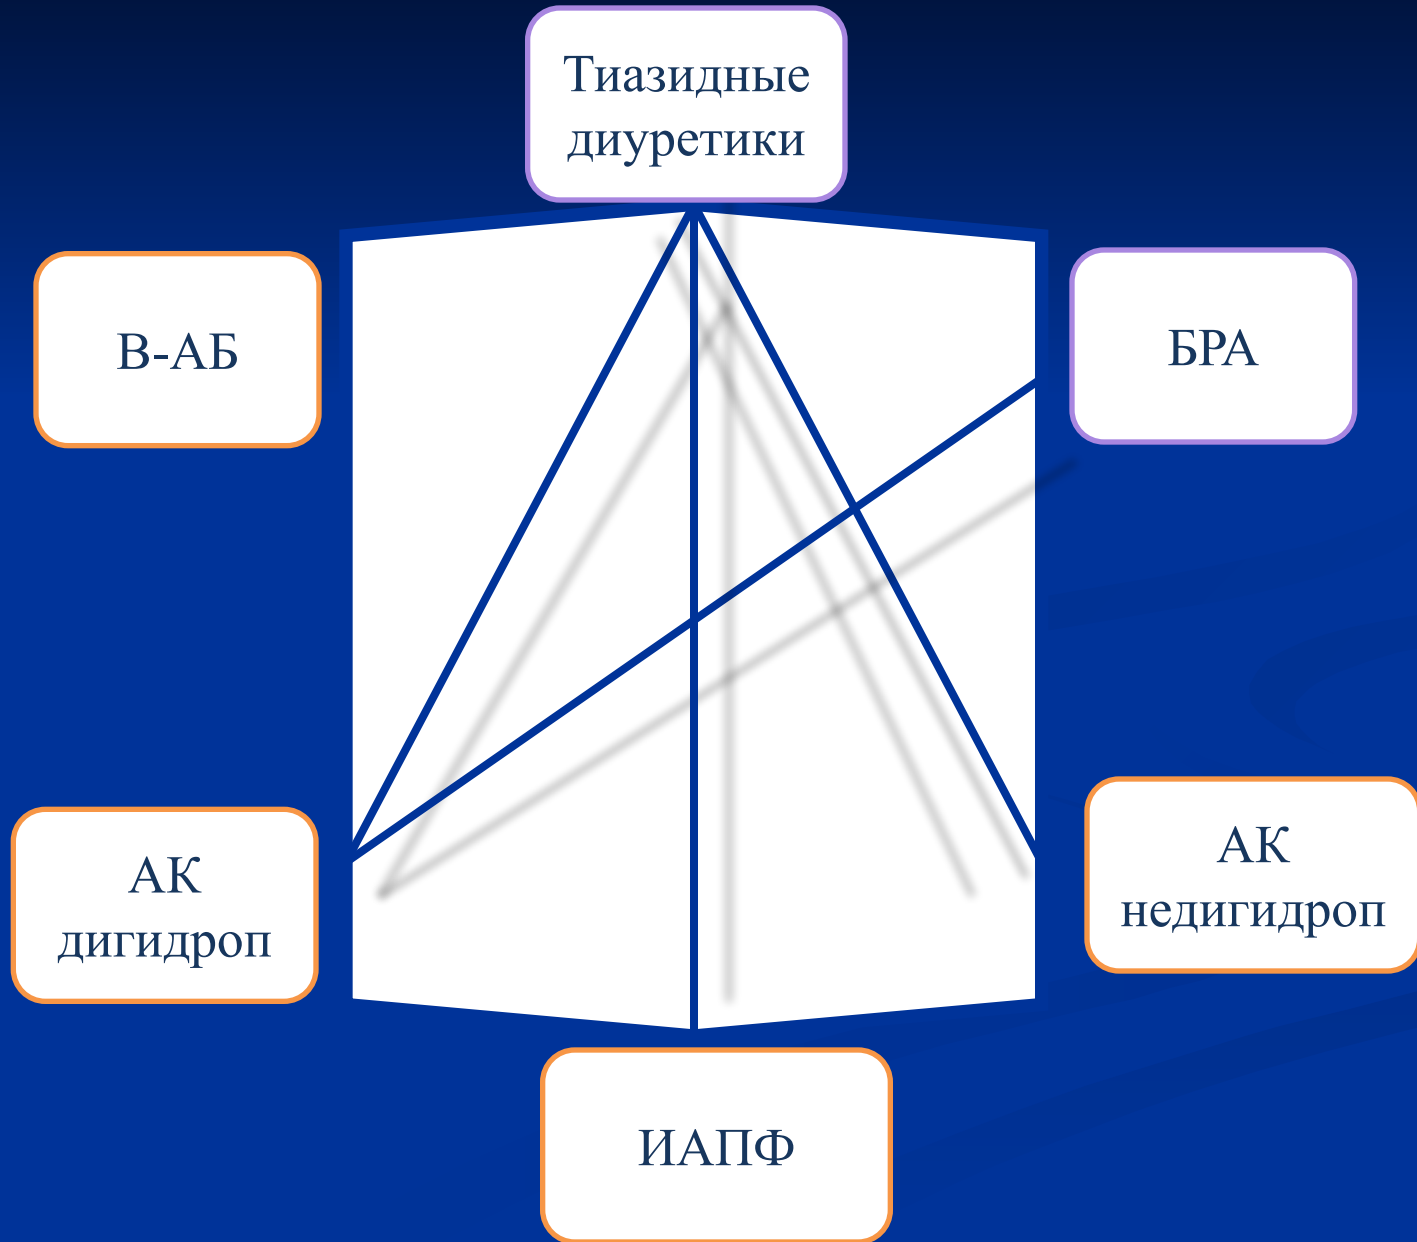 Тиазидные
диуретики
В-АБ
БРА
АК
дигидроп
АК
недигидроп
ИАПФ